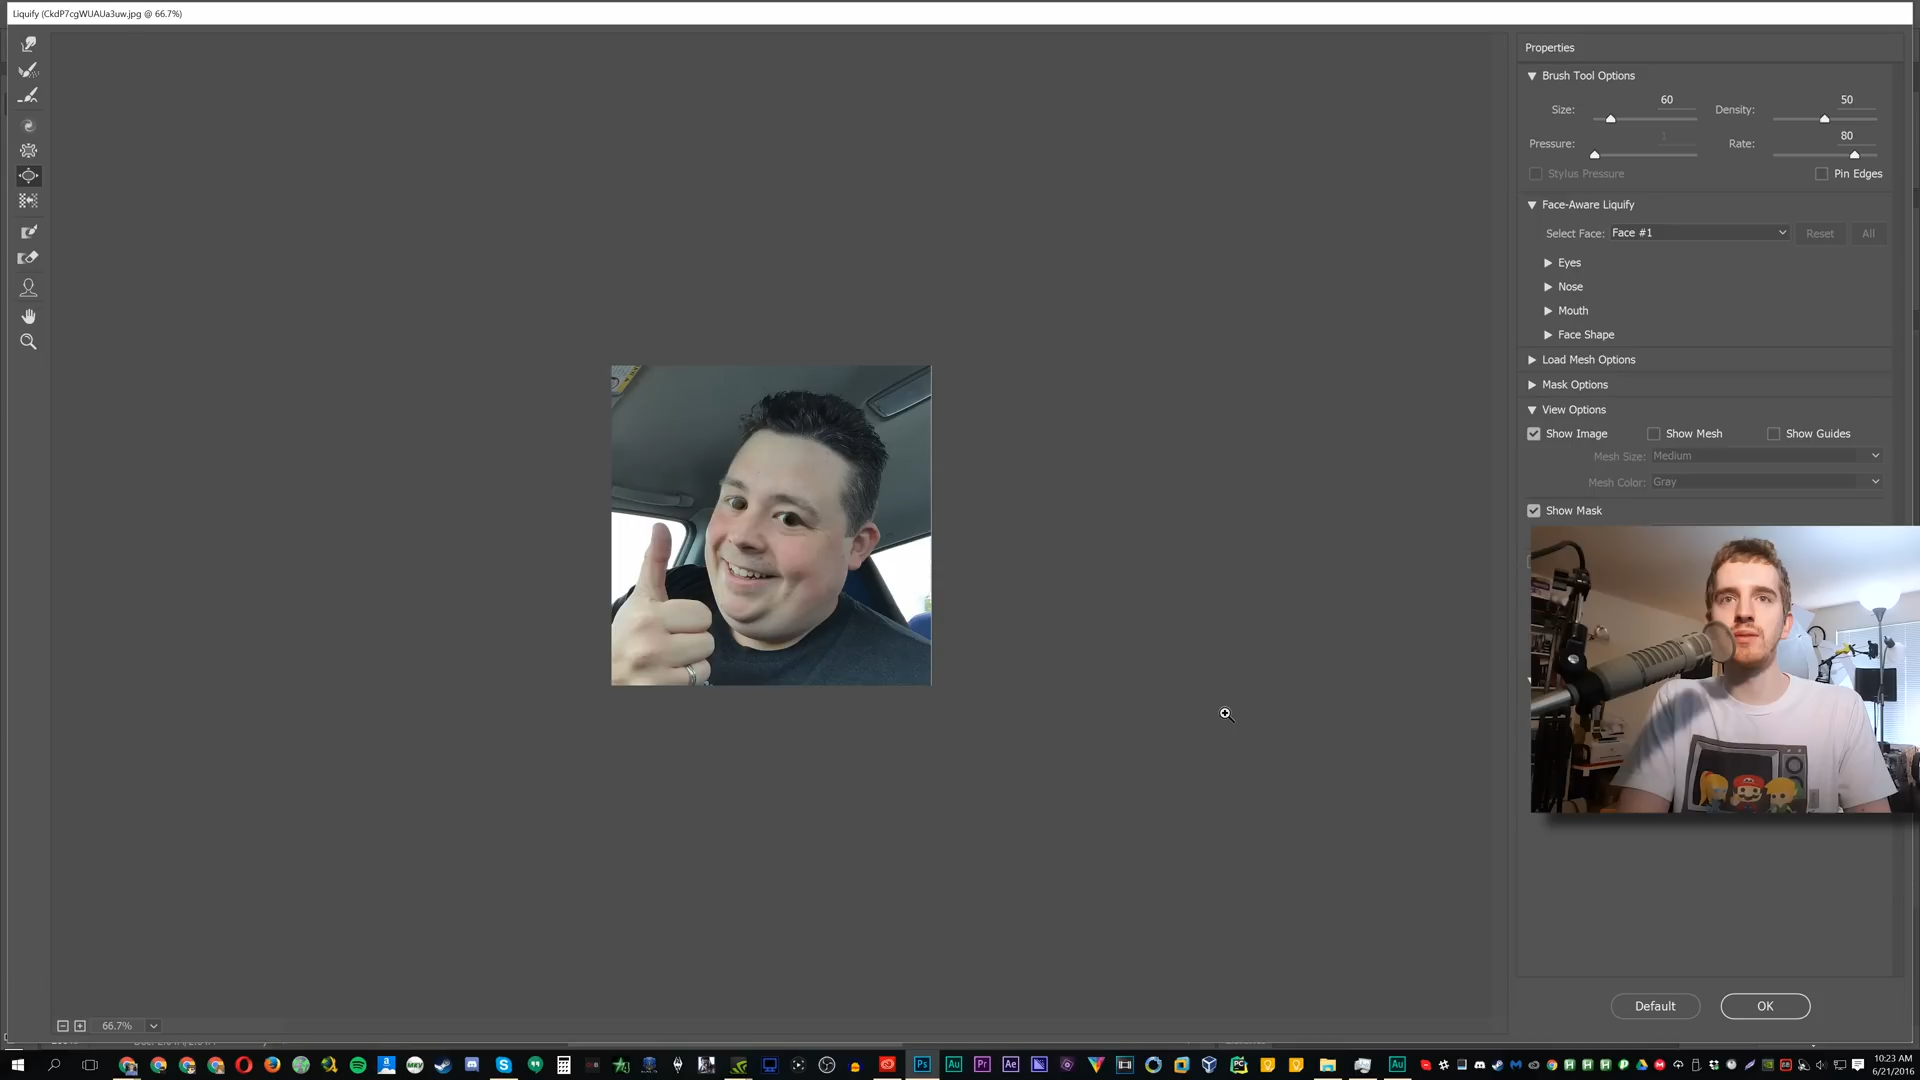 Liquify (CkdP7cgWUAUa3uw.jpg @ 66.7%)
Properties
Brush Tool Options
Size: 60 Density: 50
Pressure: 1 Rate: 80
Stylus Pressure Pin Edges
Face-Aware Liquify
Select Face: Face #1 Reset All
Eyes
Nose
Mouth
Face Shape
Load Mesh Options
Mask Options
View Options
Show Image Show Mesh Show Guides
Mesh Size: Medium
Mesh Color: Gray
Show Mask
Default OK
66.7%
10:23 AM
6/21/2016